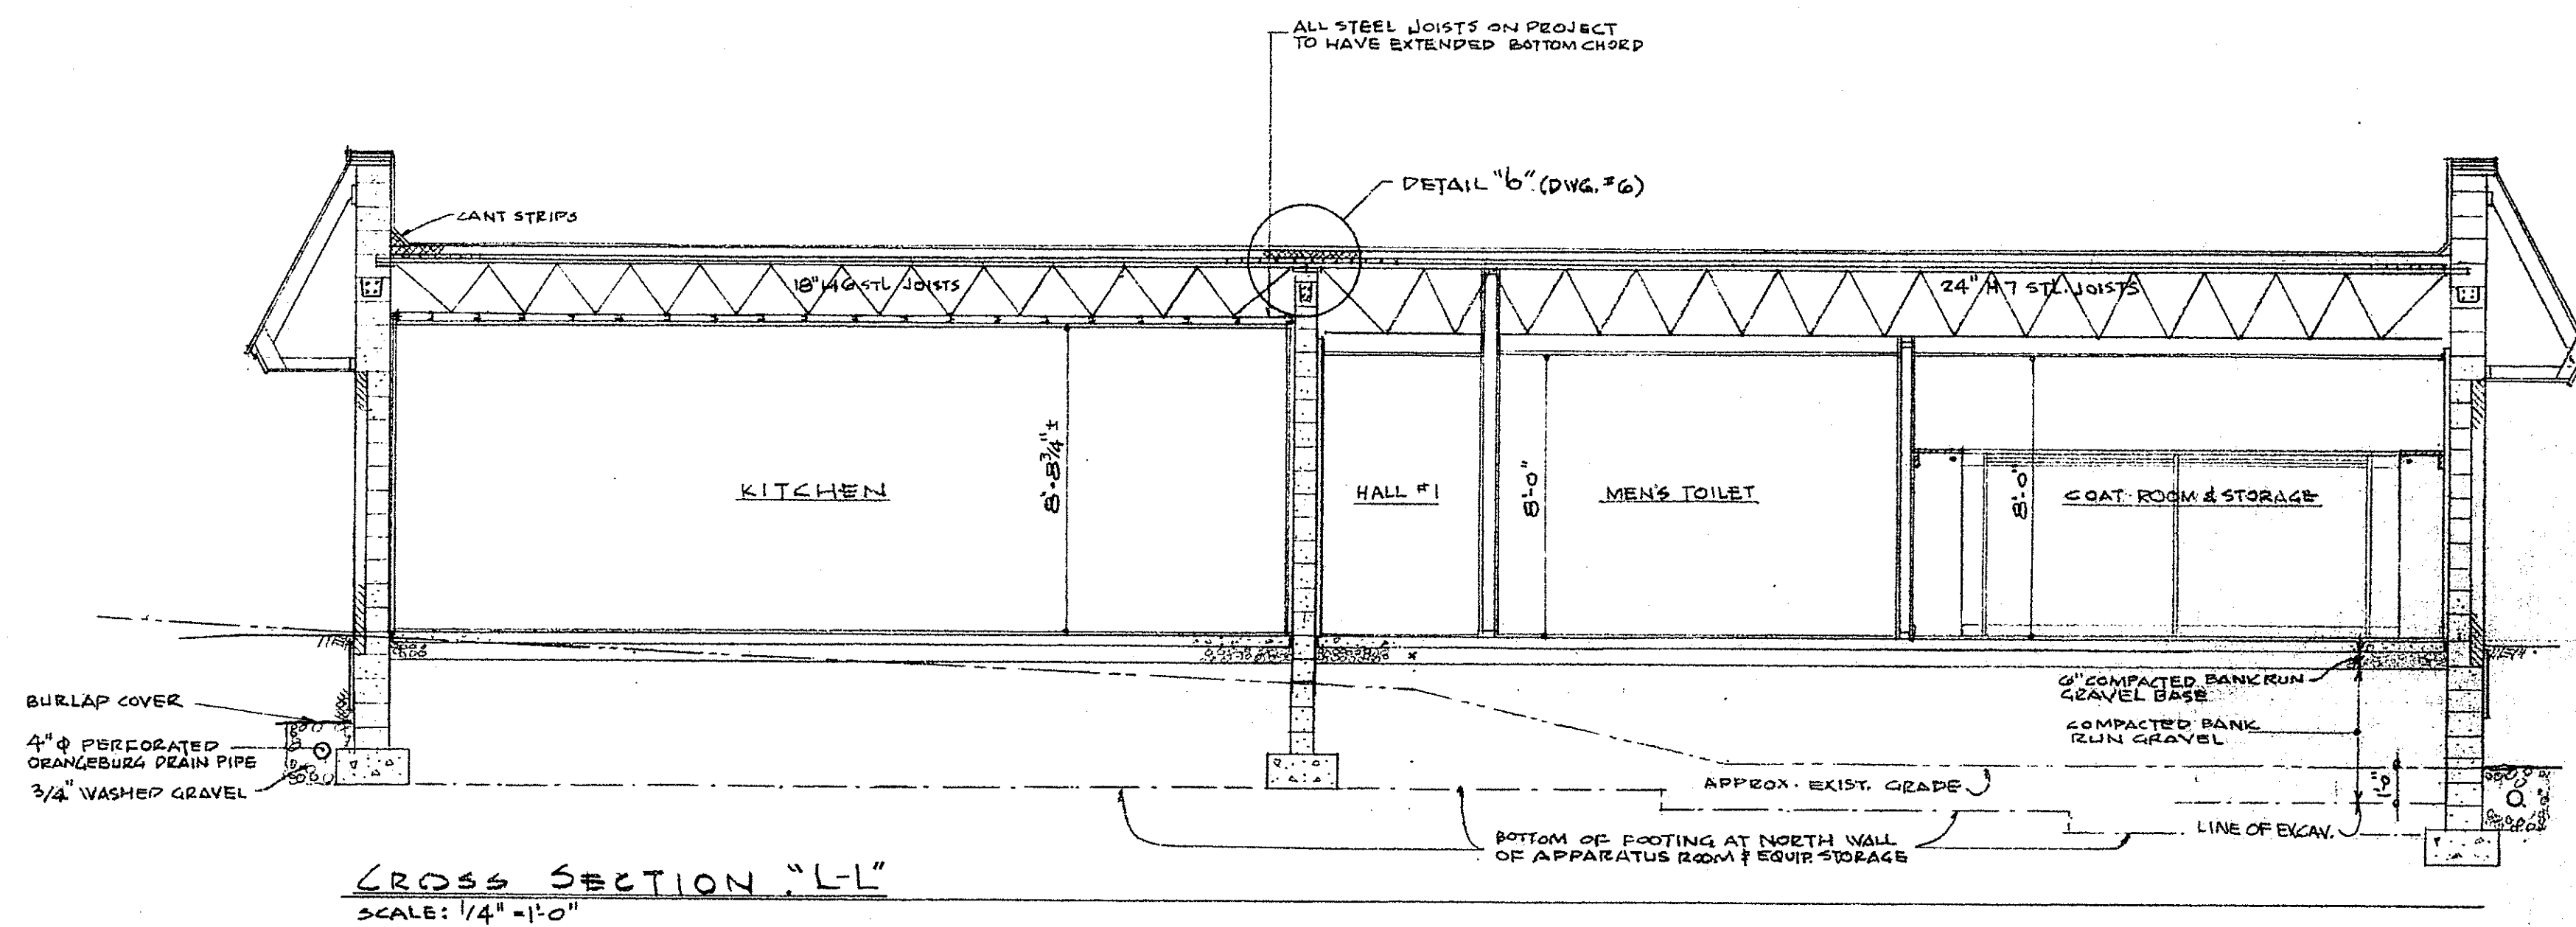 ALL STEEL JOISTS ON PROJECT
TO HAVE EXTENDED BOTTOM CHORD
DETAIL "b" (DWG. #6)
CANT STRIPS
18" H6 STL JOISTS
24" H7 STL. JOISTS
8'-8 3/4" ±
KITCHEN
HALL #1
8'-0"
MEN'S TOILET
8'-0"
COAT ROOM & STORAGE
BURLAP COVER
4" Φ PERFORATED
ORANGEBURG DRAIN PIPE
3/4" WASHED GRAVEL
6" COMPACTED BANK RUN
GRAVEL BASE
COMPACTED BANK
RUN GRAVEL
APPROX. EXIST. GRADE
1'-0"
LINE OF EXCAV.
BOTTOM OF FOOTING AT NORTH WALL
OF APPARATUS ROOM & EQUIP. STORAGE
CROSS SECTION "L-L"
SCALE: 1/4" = 1'-0"